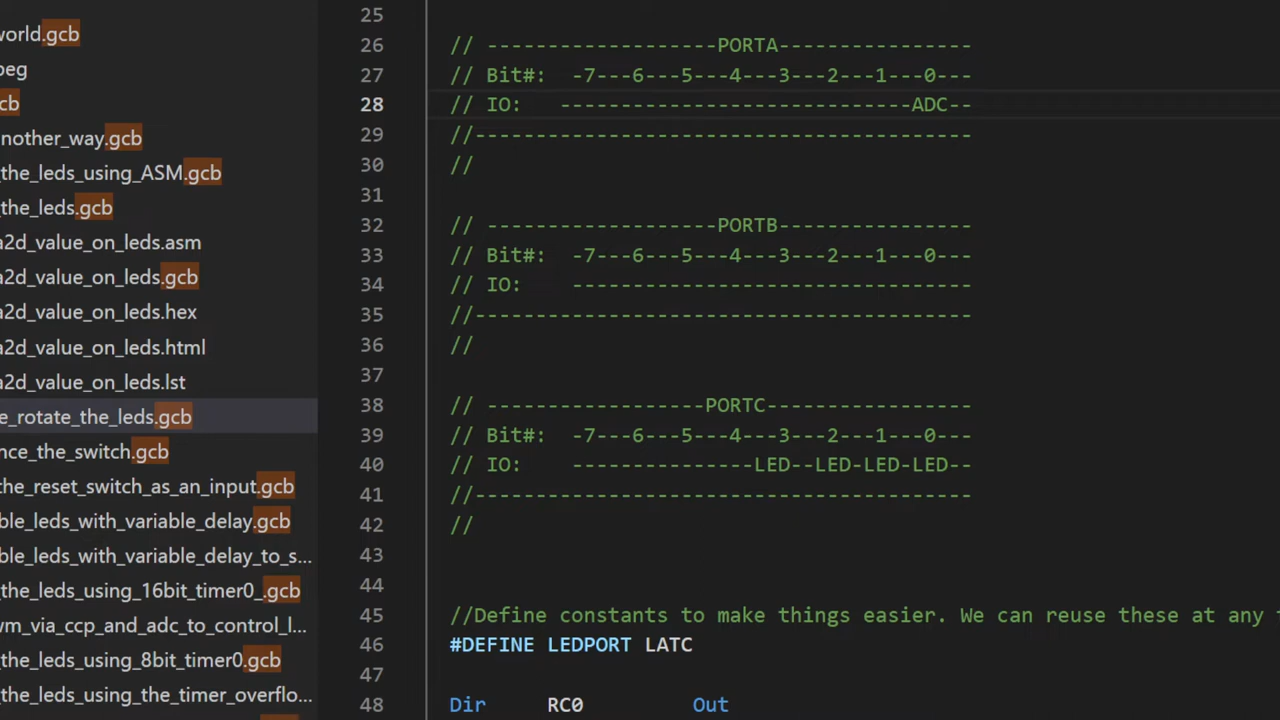 world.gcb
peg
cb
nother_way.gcb
the_leds_using_ASM.gcb
the_leds.gcb
a2d_value_on_leds.asm
a2d_value_on_leds.gcb
a2d_value_on_leds.hex
a2d_value_on_leds.html
a2d_value_on_leds.lst
e_rotate_the_leds.gcb
nce_the_switch.gcb
the_reset_switch_as_an_input.gcb
ble_leds_with_variable_delay.gcb
ble_leds_with_variable_delay_to_s...
the_leds_using_16bit_timer0_.gcb
wm_via_ccp_and_adc_to_control_l...
the_leds_using_8bit_timer0.gcb
the_leds_using_the_timer_overflo...
25
26 // -------------------PORTA----------------
27 // Bit#: -7---6---5---4---3---2---1---0---
28 // IO: -----------------------------ADC--
29 //-----------------------------------------
30 //
31
32 // -------------------PORTB----------------
33 // Bit#: -7---6---5---4---3---2---1---0---
34 // IO: ---------------------------------
35 //-----------------------------------------
36 //
37
38 // ------------------PORTC-----------------
39 // Bit#: -7---6---5---4---3---2---1---0---
40 // IO: ---------------LED--LED-LED-LED--
41 //-----------------------------------------
42 //
43
44
45 //Define constants to make things easier. We can reuse these at any
46 #DEFINE LEDPORT LATC
47
48 Dir RC0 Out